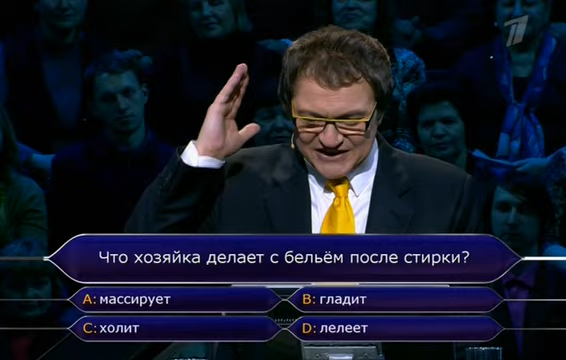 Что хозяйка делает с бельём после стирки?
A: массирует
B: гладит
C: холит
D: лелеет